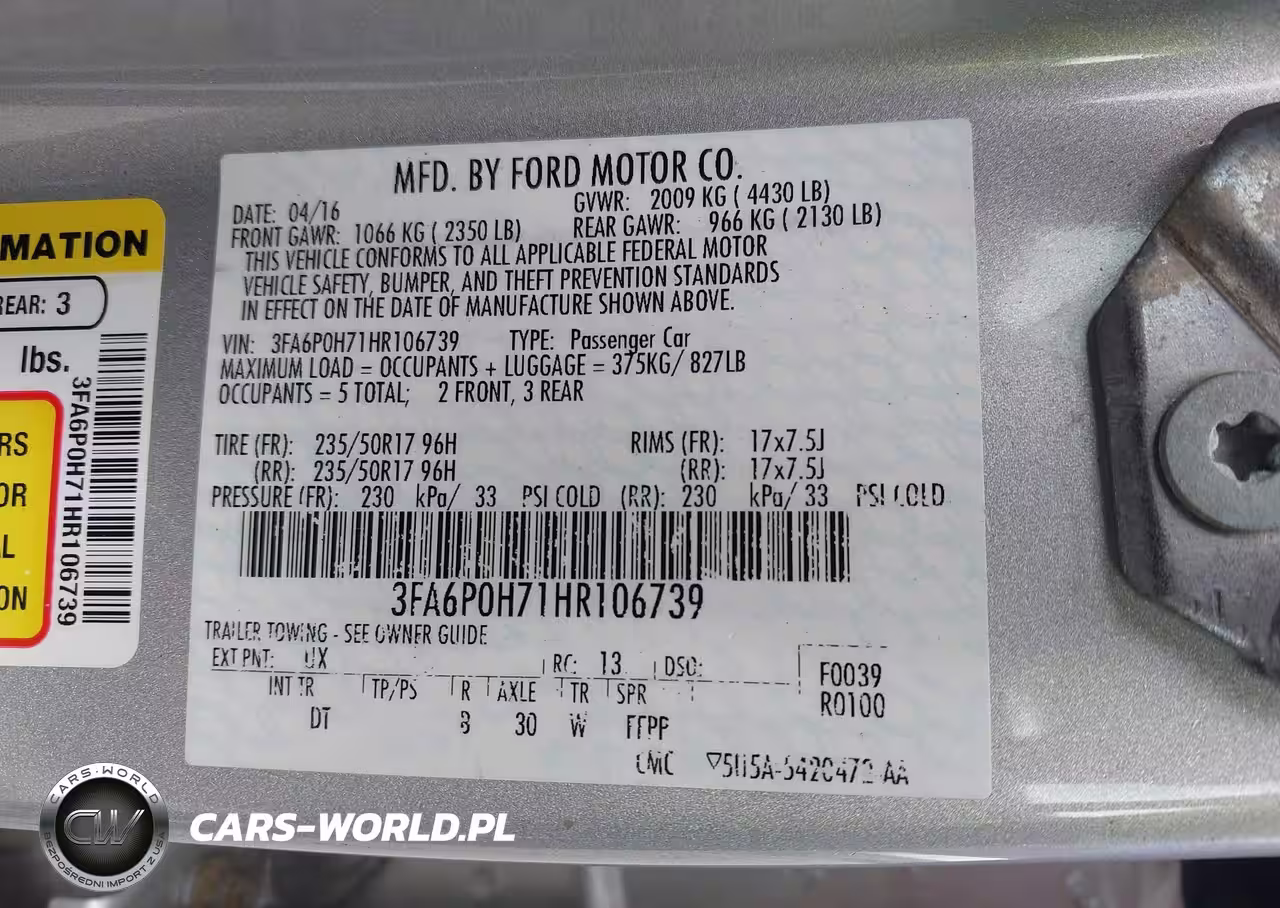 MATION
REAR: 3
lbs.
3FA6P0H71HR106739
RS
OR
L
ON
MFD. BY FORD MOTOR CO.
DATE: 04/16 GVWR: 2009 KG ( 4430 LB)
FRONT GAWR: 1066 KG ( 2350 LB) REAR GAWR: 966 KG ( 2130 LB)
THIS VEHICLE CONFORMS TO ALL APPLICABLE FEDERAL MOTOR
VEHICLE SAFETY, BUMPER, AND THEFT PREVENTION STANDARDS
IN EFFECT ON THE DATE OF MANUFACTURE SHOWN ABOVE.
VIN: 3FA6P0H71HR106739 TYPE: Passenger Car
MAXIMUM LOAD = OCCUPANTS + LUGGAGE = 375KG/ 827LB
OCCUPANTS = 5 TOTAL; 2 FRONT, 3 REAR
TIRE (FR): 235/50R17 96H RIMS (FR): 17x7.5J
(RR): 235/50R17 96H (RR): 17x7.5J
PRESSURE (FR): 230 kPa/ 33 PSI COLD (RR): 230 kPa/ 33 PSI COLD
3FA6P0H71HR106739
TRAILER TOWING - SEE OWNER GUIDE
EXT PNT: UX RC: 13 DSO:
INT TR TP/PS R AXLE TR SPR
DT B 30 W FFPF
F0039
R0100
CMC
CARS-WORLD
CW
BEZPOŚREDNI IMPORT Z USA
CARS-WORLD.PL